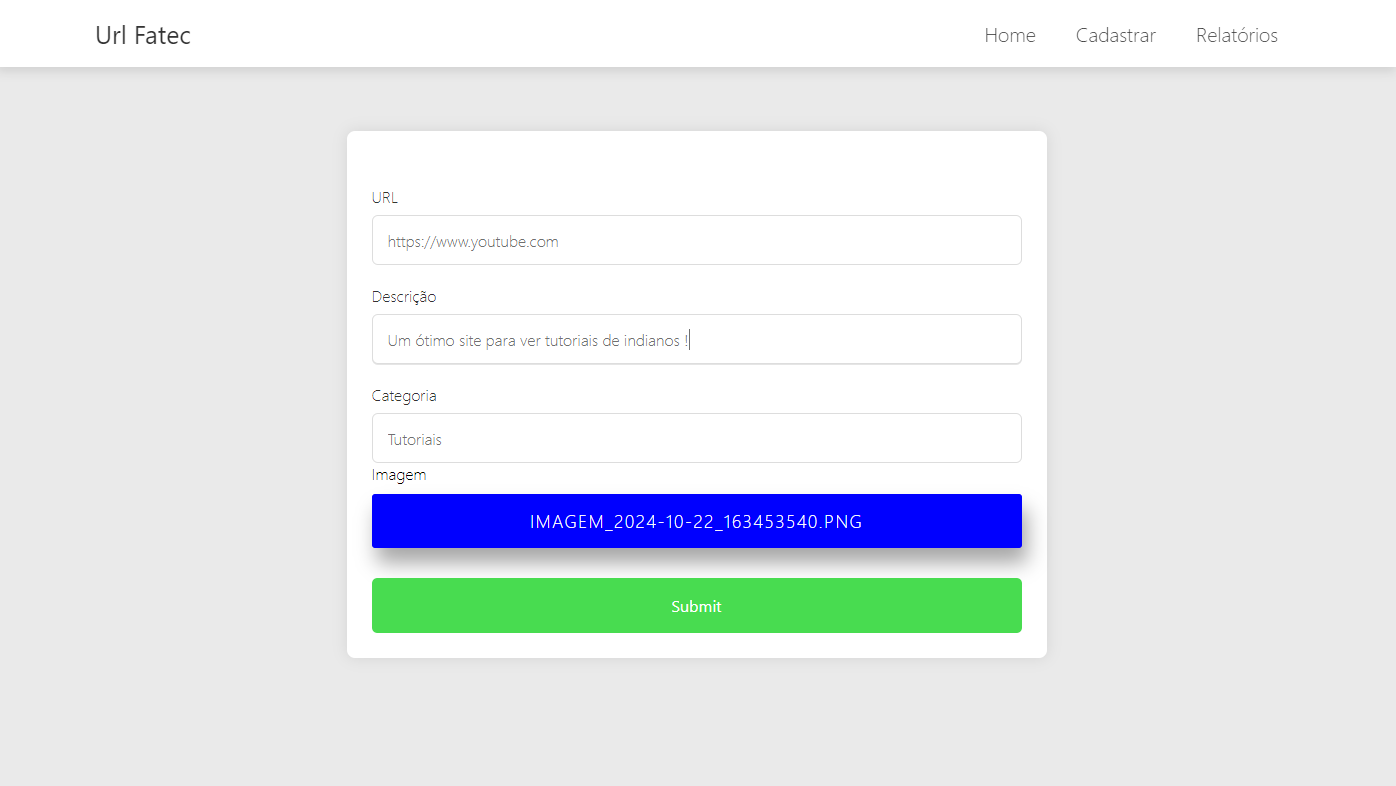 Url Fatec
Home Cadastrar Relatórios
URL
https://www.youtube.com
Descrição
Um ótimo site para ver tutoriais de indianos !
Categoria
Tutoriais
Imagem
IMAGEM_2024-10-22_163453540.PNG
Submit